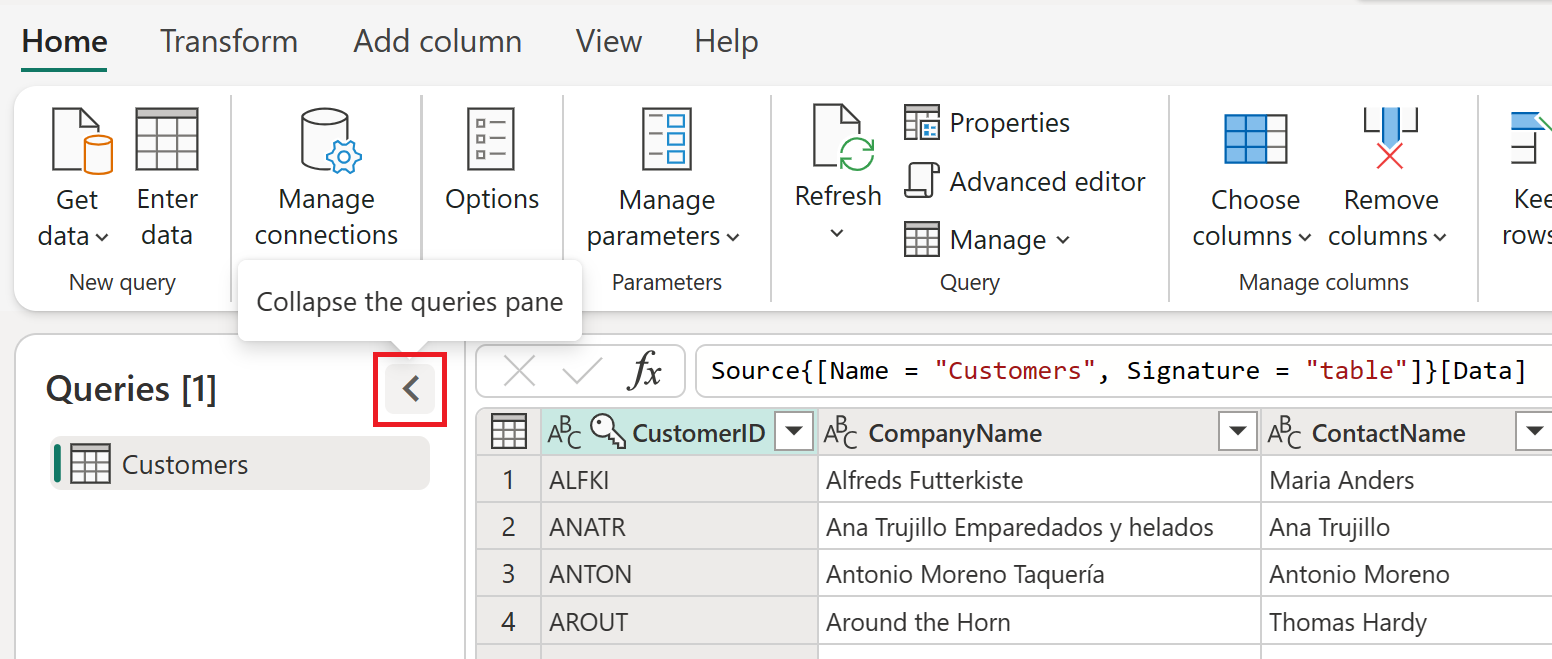 Home Transform Add column View Help
Get data
Enter data
New query
Manage connections
Options
Manage parameters
Parameters
Refresh
Properties
Advanced editor
Manage
Query
Choose columns
Remove columns
Manage columns
Kee
rows
Collapse the queries pane
Queries [1]
Customers
fx
Source{[Name = "Customers", Signature = "table"]}[Data]
ABC CustomerID ABC CompanyName ABC ContactName
1 ALFKI Alfreds Futterkiste Maria Anders
2 ANATR Ana Trujillo Emparedados y helados Ana Trujillo
3 ANTON Antonio Moreno Taquería Antonio Moreno
4 AROUT Around the Horn Thomas Hardy